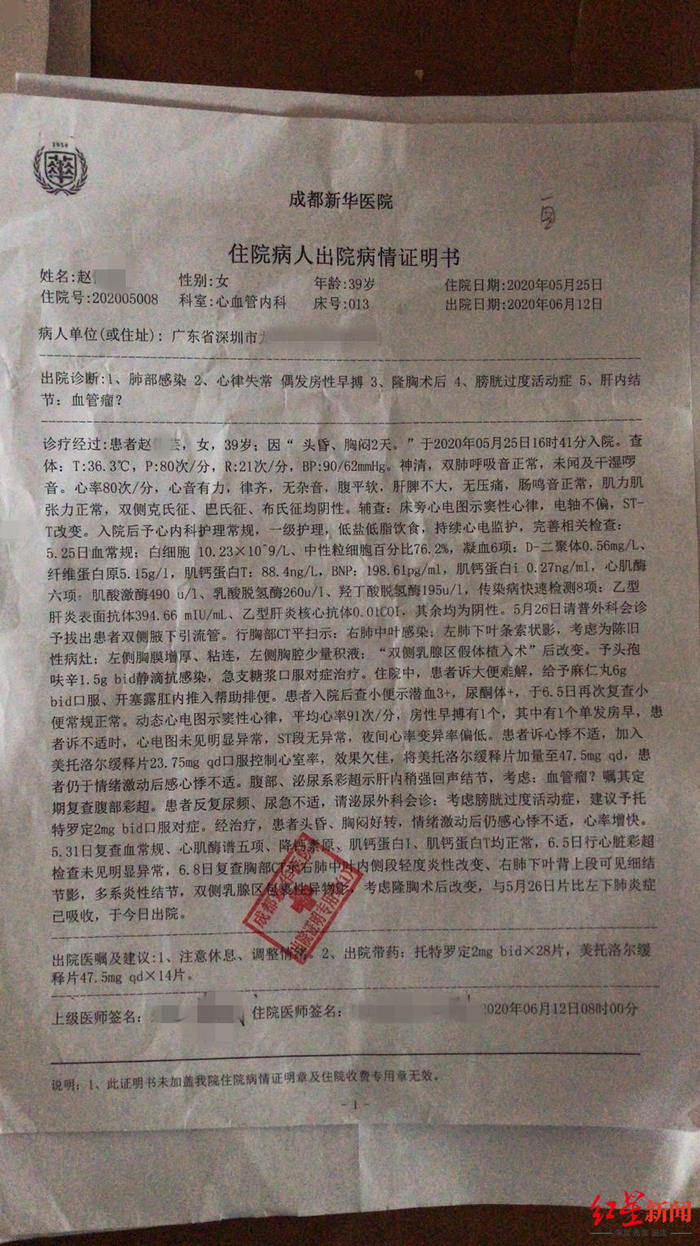 1954
華
成都新华医院
住院病人出院病情证明书
姓名:赵 性别:女 年龄:39岁 住院日期:2020年05月25日
住院号:202005008 科室:心血管内科 床号:013 出院日期:2020年06月12日
病人单位(或住址): 广东省深圳市
出院诊断:1、肺部感染 2、心律失常 偶发房性早搏 3、隆胸术后 4、膀胱过度活动症 5、肝内结
节: 血管瘤?
诊疗经过:患者赵 芸, 女, 39岁; 因“ 头昏、胸闷2天。”于2020年05月25日16时41分入院。查
体: T:36.3℃, P:80次/分, R:21次/分, BP:90/62mmHg。神清, 双肺呼吸音正常, 未闻及干湿啰
音。心率80次/分, 心音有力, 律齐, 无杂音, 腹平软, 肝脾不大, 无压痛, 肠鸣音正常, 肌力肌
张力正常, 双侧克氏征、巴氏征、布氏征均阴性。辅查: 床旁心电图示窦性心律, 电轴不偏, ST-
T改变。入院后予心内科护理常规, 一级护理, 低盐低脂饮食, 持续心电监护, 完善相关检查:
5.25日血常规: 白细胞 10.23×10^9/L、中性粒细胞百分比76.2%, 凝血6项: D-二聚体0.56mg/L、
纤维蛋白原5.15g/l, 肌钙蛋白T: 88.4ng/L, BNP: 198.61pg/ml, 肌钙蛋白i 0.27ng/ml, 心肌酶
六项: 肌酸激酶490 u/l、乳酸脱氢酶260u/l、羟丁酸脱氢酶195u/l, 传染病快速检测8项: 乙型
肝炎表面抗体394.66 mIU/mL、乙型肝炎核心抗体0.01COI, 其余均为阴性。5月26日请普外科会诊
予找出患者双侧腋下引流管。行胸部CT平扫示: 右肺中叶感染; 左肺下叶条索状影, 考虑为陈旧
性病灶; 左侧胸膜增厚、粘连, 左侧胸腔少量积液; “双侧乳腺区假体植入术”后改变。予头孢
呋辛1.5g bid静滴抗感染, 急支糖浆口服对症治疗。住院中, 患者诉大便难解, 给予麻仁丸6g
bid口服、开塞露肛内推入帮助排便。患者入院后查小便示潜血3+, 尿酮体+, 于6.5日再次复查小
便常规正常。动态心电图示窦性心律, 平均心率91次/分, 房性早搏有1个, 其中有1个单发房早, 患
者诉不适时, 心电图未见明显异常, ST段无异常, 夜间心率变异率偏低。患者诉心悸不适, 加入
美托洛尔缓释片23.75mg qd口服控制心室率, 效果欠佳, 将美托洛尔缓释片加量至47.5mg qd, 患
者仍于情绪激动后感心悸不适。腹部、泌尿系彩超示肝内稍强回声结节, 考虑: 血管瘤? 嘱其定
期复查腹部彩超。患者反复尿频、尿急不适, 请泌尿外科会诊: 考虑膀胱过度活动症, 建议予托
特罗定2mg bid口服对症。经治疗, 患者头昏、胸闷好转, 情绪激动后仍感心悸不适, 心率增快。
5.31日复查血常规、心肌酶谱五项、降钙素原、肌钙蛋白I、肌钙蛋白T均正常, 6.5日行心脏彩超
检查未见明显异常, 6.8日复查胸部CT示右肺中叶内侧段轻度炎性改变、右肺下叶背上段可见细结
节影, 多系炎性结节, 双侧乳腺区包裹性异物影, 考虑隆胸术后改变, 与5月26日片比左下肺炎症
已吸收, 于今日出院。
出院医嘱及建议:1、注意休息、调整情绪。2、出院带药: 托特罗定2mg bid×28片, 美托洛尔缓
释片47.5mg qd×14片。
上级医师签名: 住院医师签名: 2020年06月12日08时00分
说明: 1、此证明书未加盖我院住院病情证明章及住院收费专用章无效。
- 1 -
红星新闻